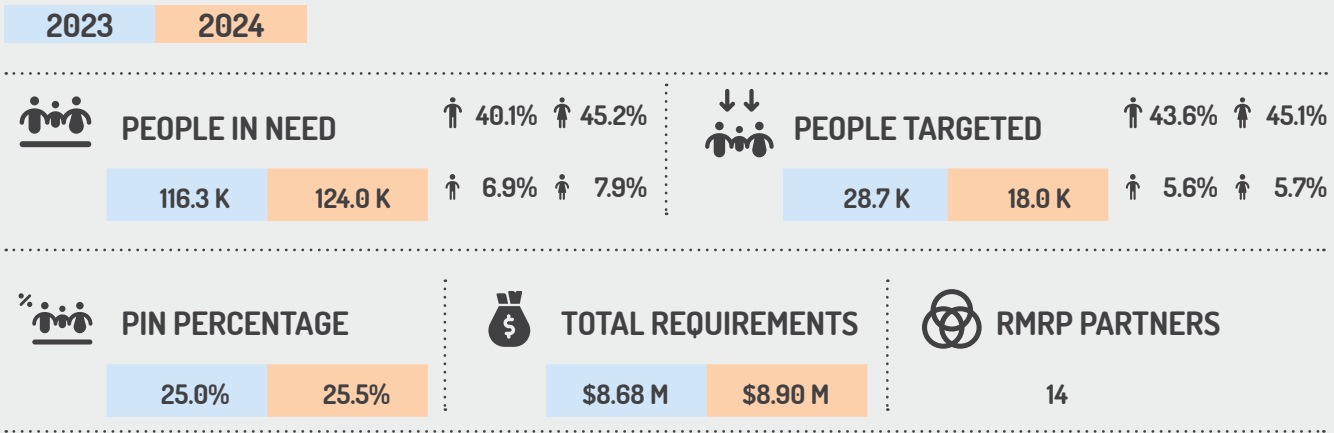 2023 2024
PEOPLE IN NEED
40.1% 45.2%
116.3 K 124.0 K
6.9% 7.9%
PEOPLE TARGETED
43.6% 45.1%
28.7 K 18.0 K
5.6% 5.7%
%
PIN PERCENTAGE
25.0% 25.5%
$
TOTAL REQUIREMENTS
$8.68 M $8.90 M
RMRP PARTNERS
14